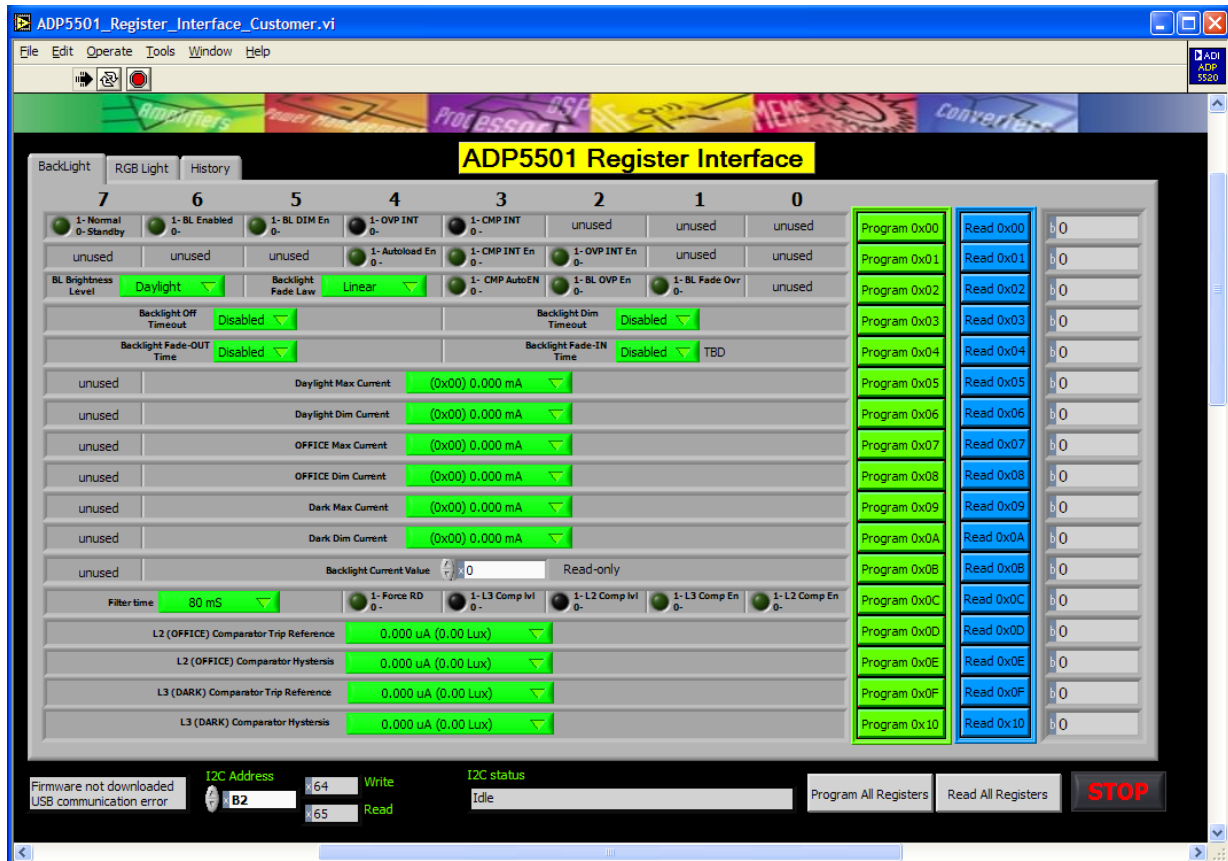 ADP5501_Register_Interface_Customer.vi
File Edit Operate Tools Window Help
ADI
ADP
5520
Amplifiers Power Processor DSP RF MEMS Converters
ADP5501 Register Interface
BackLight RGB Light History
7 6 5 4 3 2 1 0
1- Normal 1- BL Enabled 1- BL DIM En 1- OVP INT 1- CMP INT unused unused unused Program 0x00 Read 0x00 b 0
0- Standby 0- 0- 0- 0 -
unused unused unused 1- Autoload En 1- CMP INT En 1- OVP INT En unused unused Program 0x01 Read 0x01 b 0
0 - 0 - 0-
BL Brightness Level Daylight Backlight Fade Law Linear 1- CMP AutoEN 1- BL OVP En 1- BL Fade Ovr unused Program 0x02 Read 0x02 b 0
0 - 0- 0-
Backlight Off Timeout Disabled Backlight Dim Timeout Disabled Program 0x03 Read 0x03 b 0
Backlight Fade-OUT Time Disabled Backlight Fade-IN Time Disabled TBD Program 0x04 Read 0x04 b 0
unused Daylight Max Current (0x00) 0.000 mA Program 0x05 Read 0x05 b 0
unused Daylight Dim Current (0x00) 0.000 mA Program 0x06 Read 0x06 b 0
unused OFFICE Max Current (0x00) 0.000 mA Program 0x07 Read 0x07 b 0
unused OFFICE Dim Current (0x00) 0.000 mA Program 0x08 Read 0x08 b 0
unused Dark Max Current (0x00) 0.000 mA Program 0x09 Read 0x09 b 0
unused Dark Dim Current (0x00) 0.000 mA Program 0x0A Read 0x0A b 0
unused Backlight Current Value x 0 Read-only Program 0x0B Read 0x0B b 0
Filter time 80 mS 1- Force RD 1- L3 Comp lvl 1- L2 Comp lvl 1- L3 Comp En 1- L2 Comp En Program 0x0C Read 0x0C b 0
0 - 0 - 0- 0- 0-
L2 (OFFICE) Comparator Trip Reference 0.000 uA (0.00 Lux) Program 0x0D Read 0x0D b 0
L2 (OFFICE) Comparator Hystersis 0.000 uA (0.00 Lux) Program 0x0E Read 0x0E b 0
L3 (DARK) Comparator Trip Reference 0.000 uA (0.00 Lux) Program 0x0F Read 0x0F b 0
L3 (DARK) Comparator Hystersis 0.000 uA (0.00 Lux) Program 0x10 Read 0x10 b 0
Firmware not downloaded
USB communication error
I2C Address
x B2
x 64 Write
x 65 Read
I2C status
Idle
Program All Registers Read All Registers STOP